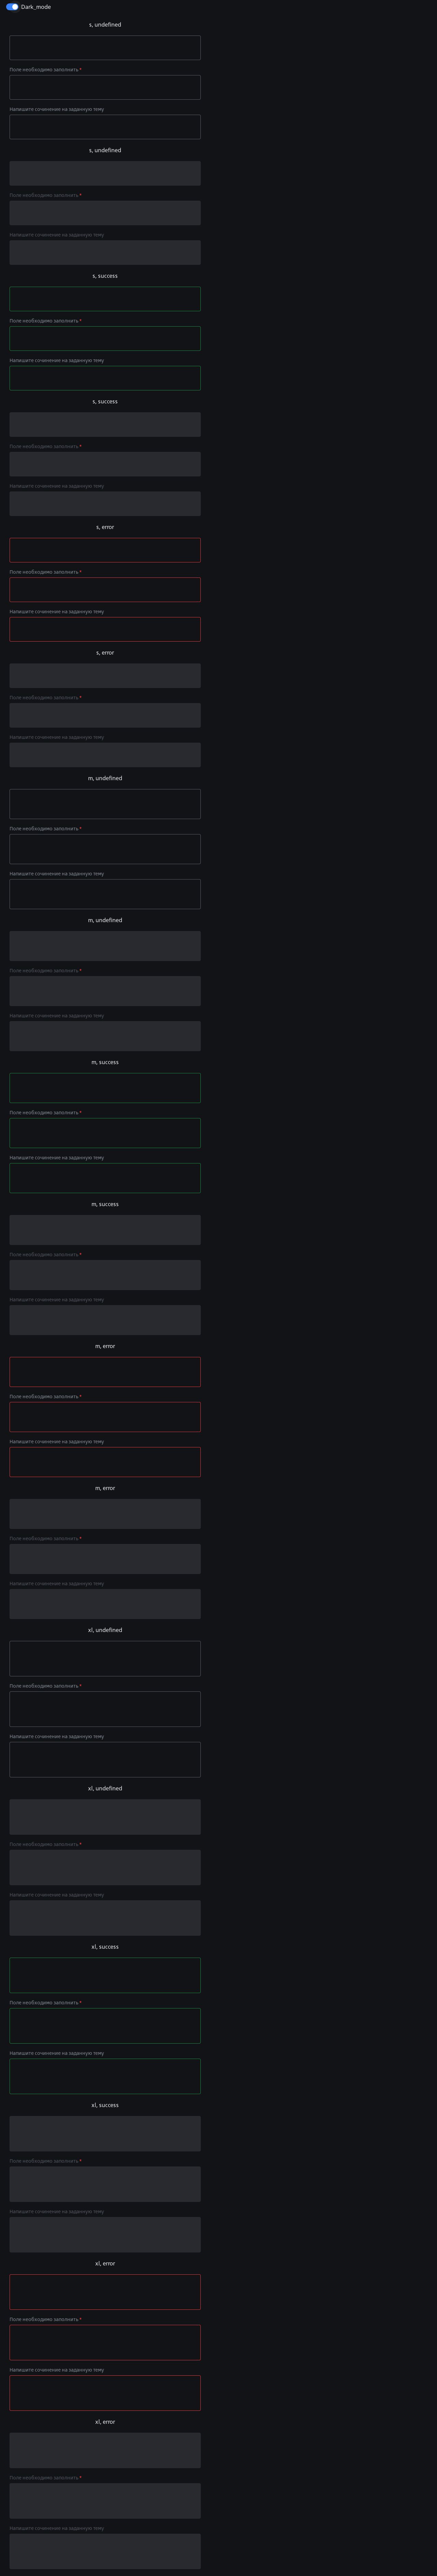 Dark_mode
s, undefined
Поле необходимо заполнить *
Напишите сочинение на заданную тему
s, undefined
Поле необходимо заполнить *
Напишите сочинение на заданную тему
s, success
Поле необходимо заполнить *
Напишите сочинение на заданную тему
s, success
Поле необходимо заполнить *
Напишите сочинение на заданную тему
s, error
Поле необходимо заполнить *
Напишите сочинение на заданную тему
s, error
Поле необходимо заполнить *
Напишите сочинение на заданную тему
m, undefined
Поле необходимо заполнить *
Напишите сочинение на заданную тему
m, undefined
Поле необходимо заполнить *
Напишите сочинение на заданную тему
m, success
Поле необходимо заполнить *
Напишите сочинение на заданную тему
m, success
Поле необходимо заполнить *
Напишите сочинение на заданную тему
m, error
Поле необходимо заполнить *
Напишите сочинение на заданную тему
m, error
Поле необходимо заполнить *
Напишите сочинение на заданную тему
xl, undefined
Поле необходимо заполнить *
Напишите сочинение на заданную тему
xl, undefined
Поле необходимо заполнить *
Напишите сочинение на заданную тему
xl, success
Поле необходимо заполнить *
Напишите сочинение на заданную тему
xl, success
Поле необходимо заполнить *
Напишите сочинение на заданную тему
xl, error
Поле необходимо заполнить *
Напишите сочинение на заданную тему
xl, error
Поле необходимо заполнить *
Напишите сочинение на заданную тему